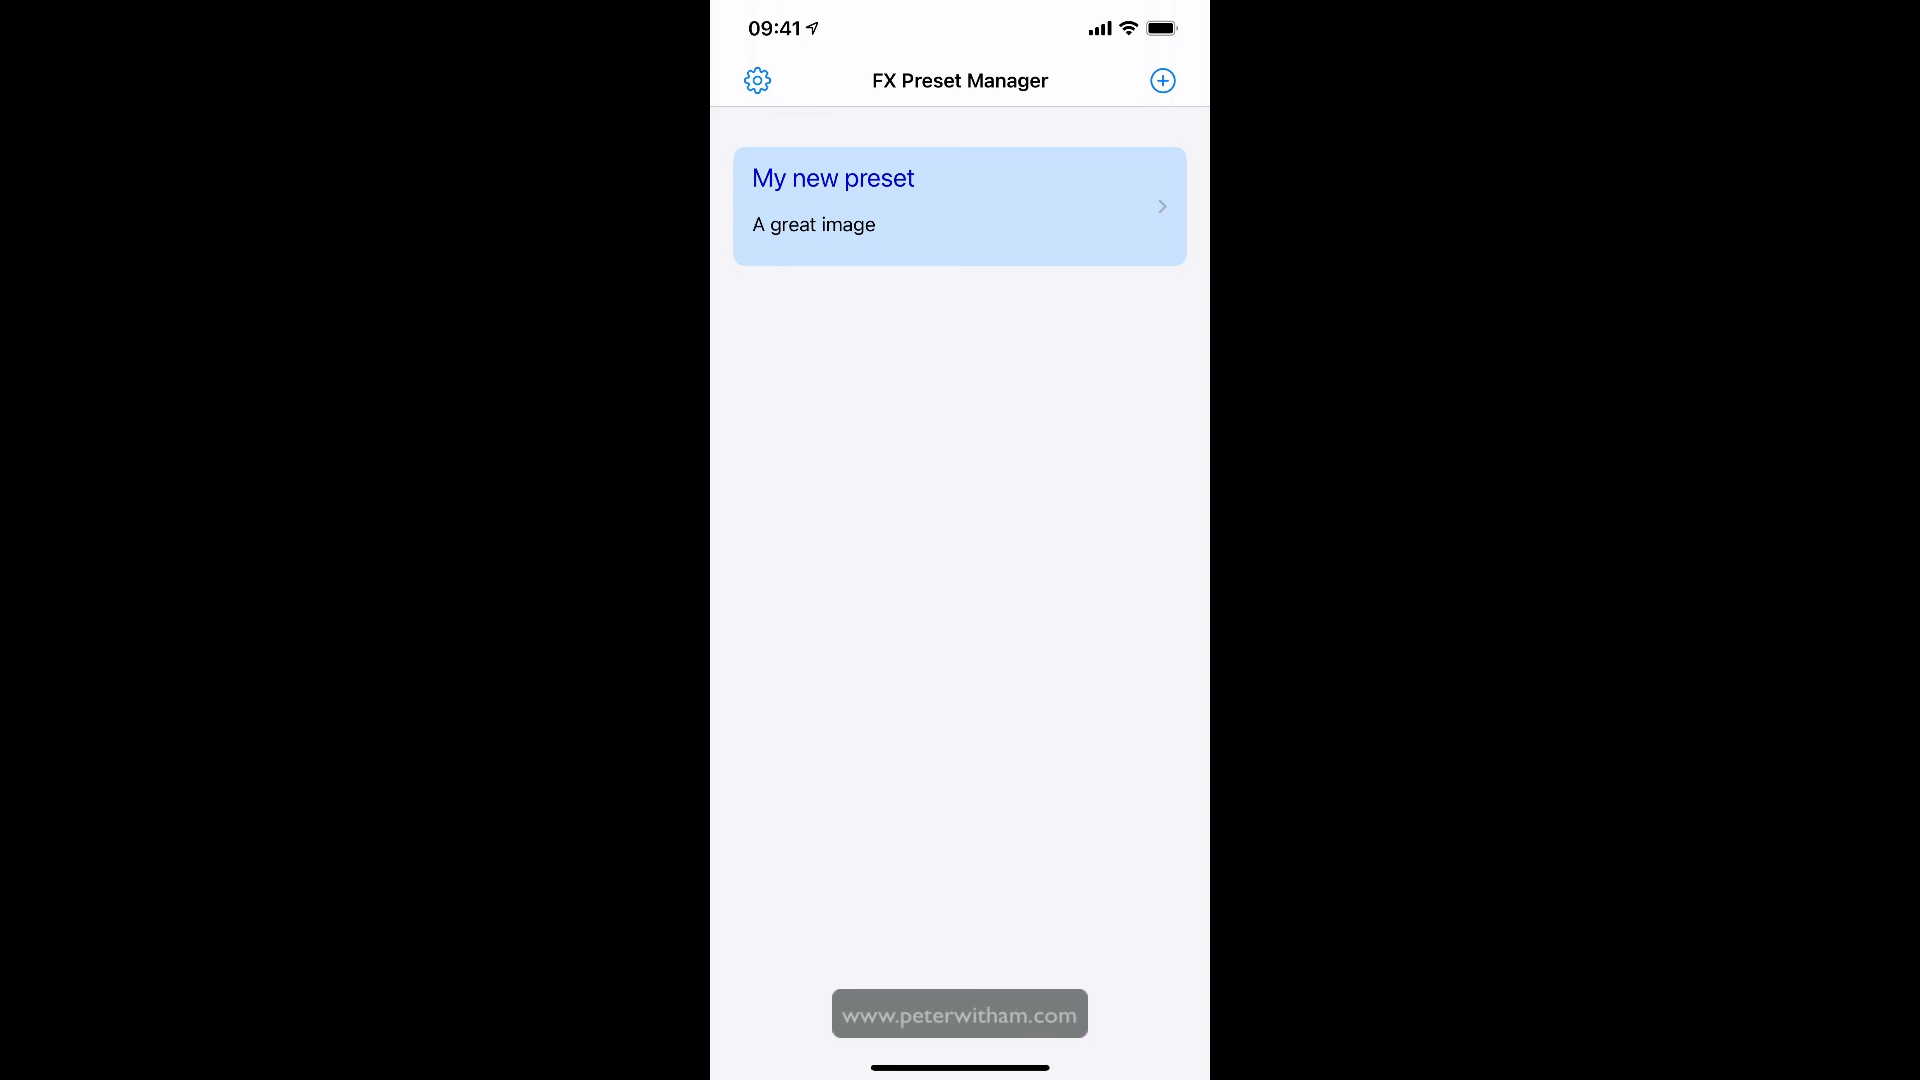 09:41
FX Preset Manager
My new preset
A great image
www.peterwitham.com